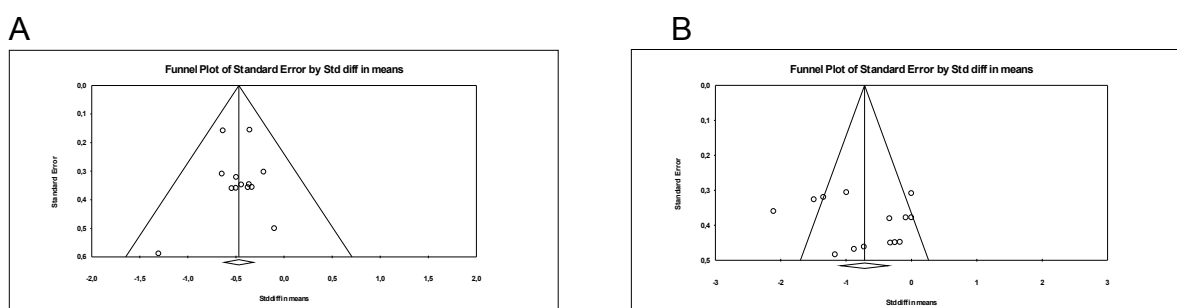 A
Funnel Plot of Standard Error by Std diff in means
0,0
0,1
0,2
0,3
0,4
0,5
0,6
Standard Error
-2,0 -1,5 -1,0 -0,5 0,0 0,5 1,0 1,5 2,0
Std diff in means
B
Funnel Plot of Standard Error by Std diff in means
0,0
0,1
0,2
0,3
0,4
0,5
Standard Error
-3 -2 -1 0 1 2 3
Std diff in means